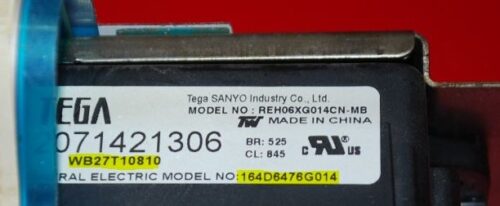 TEGA
Tega SANYO Industry Co., Ltd.
MODEL NO : REH06XG014CN-MB
MADE IN CHINA
071421306
BR: 525
CL: 845
C US
WB27T10810
RAL ELECTRIC MODEL NO: 164D6476G014